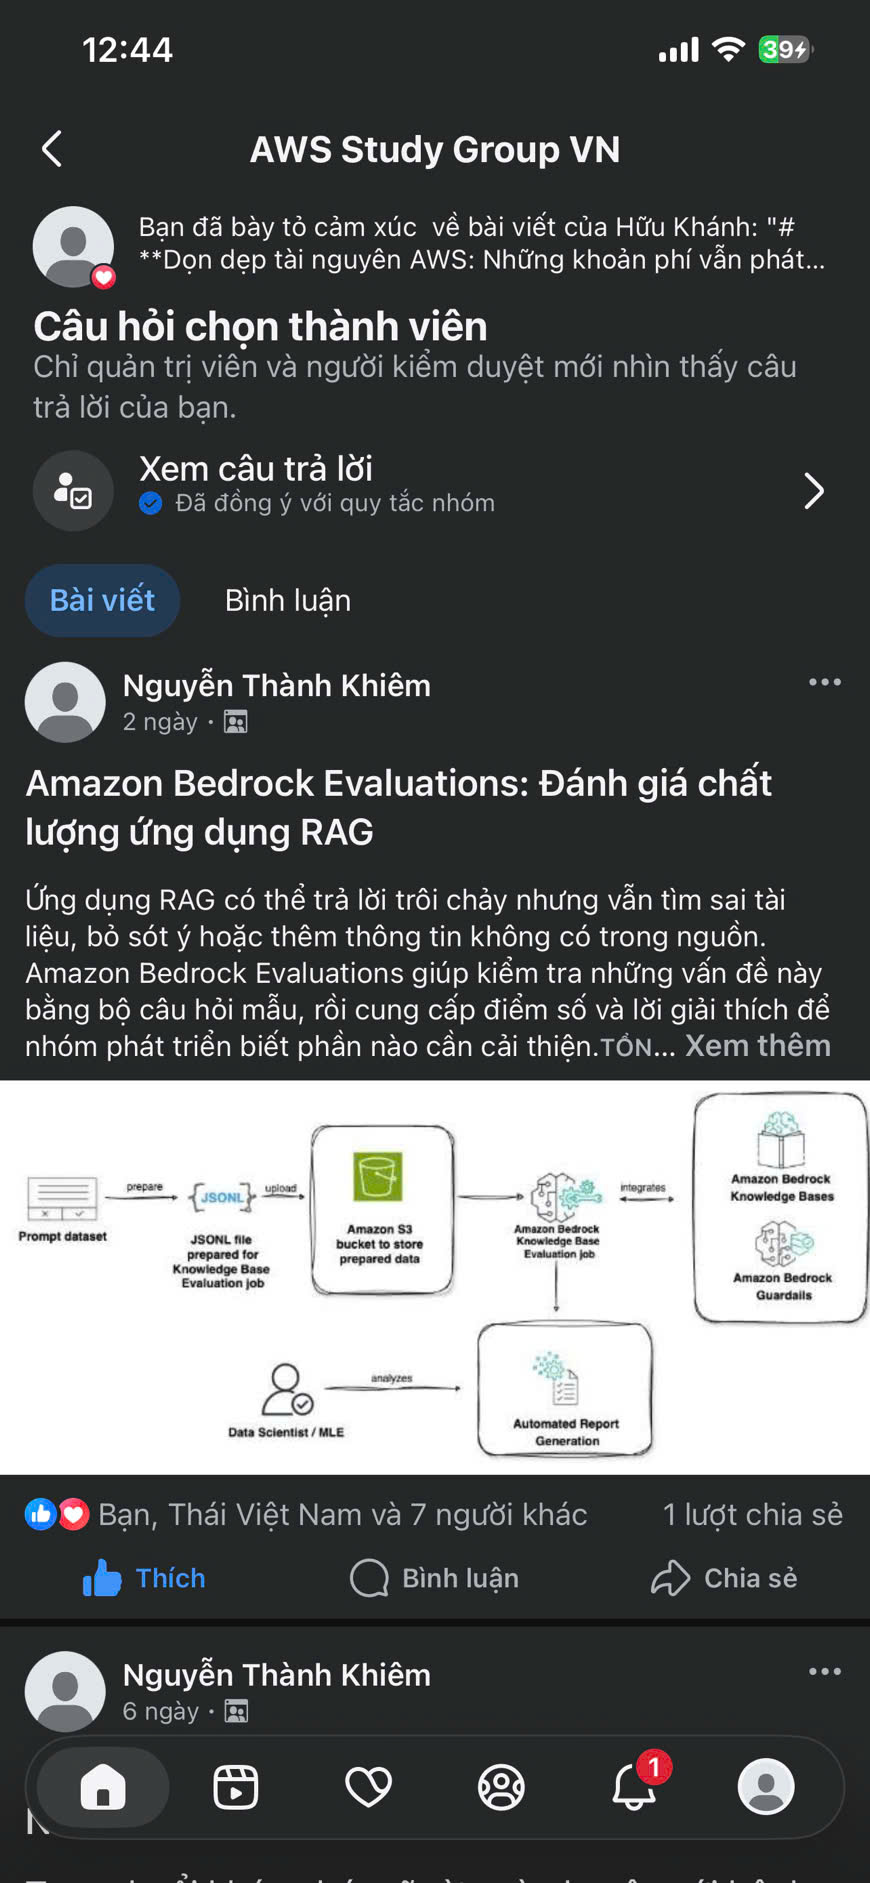 12:44
39
AWS Study Group VN
Bạn đã bày tỏ cảm xúc về bài viết của Hữu Khánh: "#
**Dọn dẹp tài nguyên AWS: Những khoản phí vẫn phát...
Câu hỏi chọn thành viên
Chỉ quản trị viên và người kiểm duyệt mới nhìn thấy câu
trả lời của bạn.
Xem câu trả lời
Đã đồng ý với quy tắc nhóm
Bài viết
Bình luận
Nguyễn Thành Khiêm
2 ngày ·
Amazon Bedrock Evaluations: Đánh giá chất
lượng ứng dụng RAG
Ứng dụng RAG có thể trả lời trôi chảy nhưng vẫn tìm sai tài
liệu, bỏ sót ý hoặc thêm thông tin không có trong nguồn.
Amazon Bedrock Evaluations giúp kiểm tra những vấn đề này
bằng bộ câu hỏi mẫu, rồi cung cấp điểm số và lời giải thích để
nhóm phát triển biết phần nào cần cải thiện.TỔN... Xem thêm
Prompt dataset
prepare
{JSONL}
JSONL file
prepared for
Knowledge Base
Evaluation job
upload
Amazon S3
bucket to store
prepared data
Amazon Bedrock
Knowledge Base
Evaluation job
integrates
Amazon Bedrock
Knowledge Bases
Amazon Bedrock
Guardails
Data Scientist / MLE
analyzes
Automated Report
Generation
Bạn, Thái Việt Nam và 7 người khác
1 lượt chia sẻ
Thích
Bình luận
Chia sẻ
Nguyễn Thành Khiêm
6 ngày ·
1